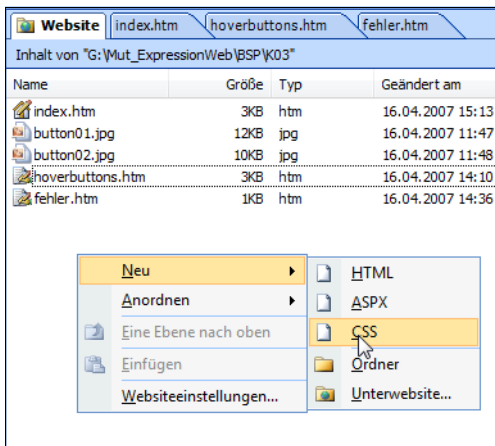 Website index.htm hoverbuttons.htm fehler.htm
Inhalt von "G:\Mut_ExpressionWeb\BSP\K03"
Name Größe Typ Geändert am
index.htm 3KB htm 16.04.2007 15:13
button01.jpg 12KB jpg 16.04.2007 11:47
button02.jpg 10KB jpg 16.04.2007 11:48
hoverbuttons.htm 3KB htm 16.04.2007 14:10
fehler.htm 1KB htm 16.04.2007 14:36
Neu
Anordnen
Eine Ebene nach oben
Einfügen
Websiteeinstellungen...
HTML
ASPX
CSS
Ordner
Unterwebsite...